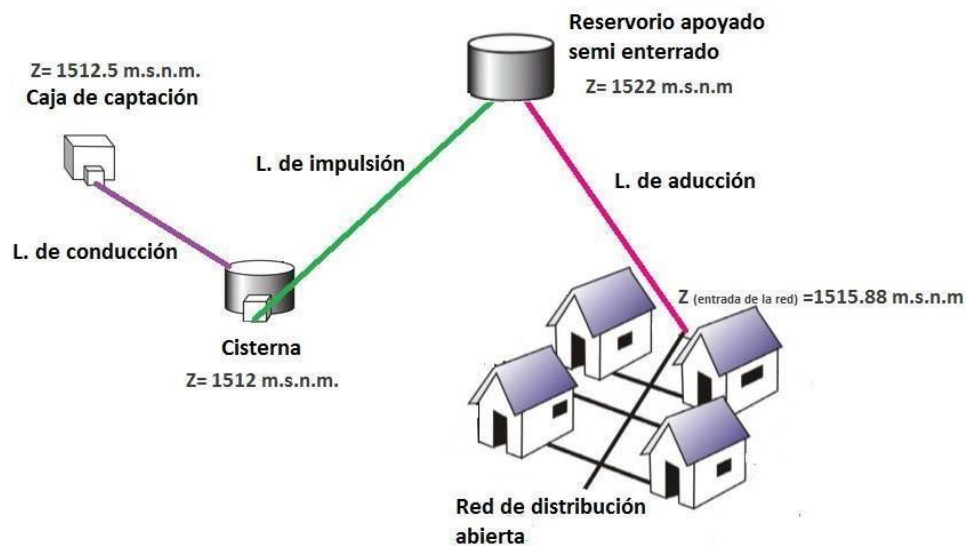 Reservorio apoyado
semi enterrado
Z= 1522 m.s.n.m
Z= 1512.5 m.s.n.m.
Caja de captación
L. de impulsión
L. de aducción
L. de conducción
Z (entrada de la red) =1515.88 m.s.n.m
Cisterna
Z= 1512 m.s.n.m.
Red de distribución
abierta